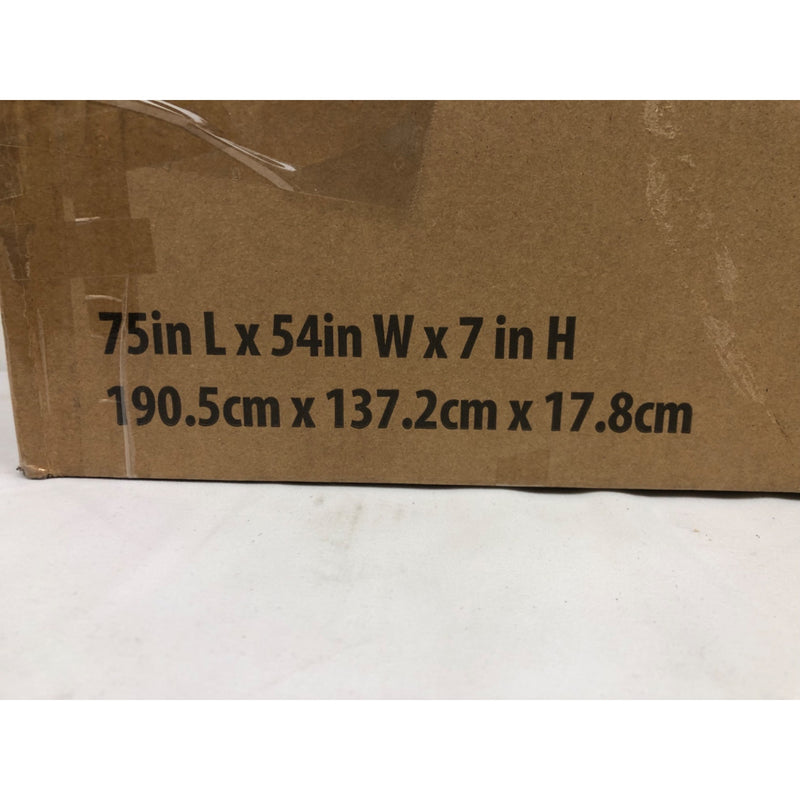 75in L x 54in W x 7 in H
190.5cm x 137.2cm x 17.8cm